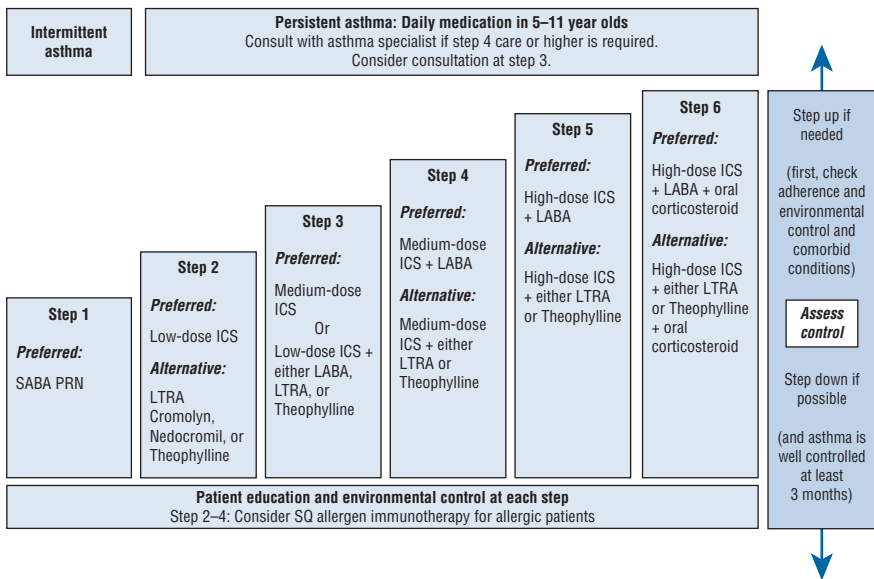 Intermittent
asthma
Persistent asthma: Daily medication in 5–11 year olds
Consult with asthma specialist if step 4 care or higher is required.
Consider consultation at step 3.
Step 1
Preferred:
SABA PRN
Step 2
Preferred:
Low-dose ICS
Alternative:
LTRA
Cromolyn,
Nedocromil, or
Theophylline
Step 3
Preferred:
Medium-dose
ICS
Or
Low-dose ICS +
either LABA,
LTRA, or
Theophylline
Step 4
Preferred:
Medium-dose
ICS + LABA
Alternative:
Medium-dose
ICS + either
LTRA or
Theophylline
Step 5
Preferred:
High-dose ICS
+ LABA
Alternative:
High-dose ICS
+ either LTRA
or Theophylline
Step 6
Preferred:
High-dose ICS
+ LABA + oral
corticosteroid
Alternative:
High-dose ICS
+ either LTRA
or Theophylline
+ oral
corticosteroid
Step up if
needed
(first, check
adherence and
environmental
control and
comorbid
conditions)
Assess
control
Step down if
possible
(and asthma is
well controlled
at least
3 months)
Patient education and environmental control at each step
Step 2–4: Consider SQ allergen immunotherapy for allergic patients